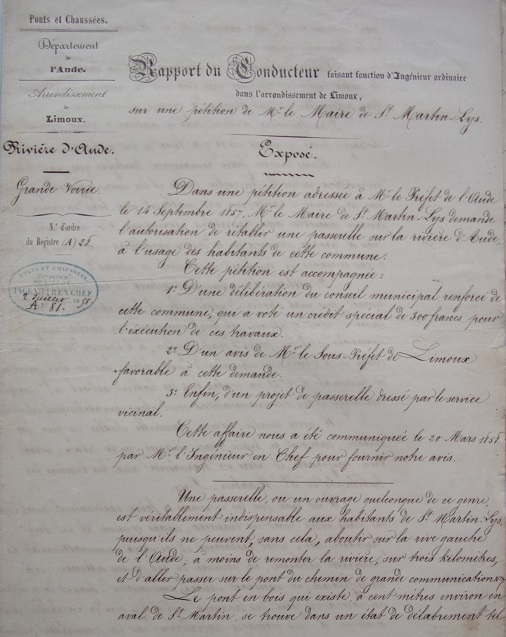 Ponts et Chaussées.
Département
de
l'Aude.
Arrondissement
de
Limoux.
Rivière d'Aude.
Grande Voirie.
N.° d'ordre
du Registre (A) 28.
PONTS ET CHAUSSÉES
INGÉNIEUR EN CHEF
A. 81.
Rapport du Conducteur faisant fonction d'Ingénieur ordinaire
dans l'arrondissement de Limoux,
sur une pétition de Mr. le Maire de St. Martin-Lys.
Exposé.
Dans une pétition adressée à Mr. le Préfet de l'Aude
le 14 Septembre 1857, Mr. le Maire de St. Martin-Lys demande
l'autorisation de rétablir une passerelle sur la rivière d'Aude,
à l'usage des habitants de cette commune.
Cette pétition est accompagnée :
1° D'une délibération du conseil municipal renforcé de
cette commune, qui a voté un crédit spécial de 300 francs pour
l'exécution de ces travaux.
2° D'un avis de Mr. le Sous-Préfet de Limoux
favorable à cette demande.
3° Enfin, d'un projet de passerelle dressé par le service
vicinal.
Cette affaire nous a été communiquée le 20 Mars 1858
par Mr. l'Ingénieur en Chef pour fournir notre avis.
Une passerelle ou un ouvrage quelconque de ce genre
est véritablement indispensable aux habitants de St. Martin-Lys,
puisqu'ils ne peuvent, sans cela, aboutir sur la rive gauche
de l'Aude, à moins de remonter la rivière, sur trois kilomètres,
et d'aller passer sur le pont du chemin de grande communication
Le pont en bois qui existe à cent mètres environ en
aval de St. Martin, se trouve dans un état de délabrement tel